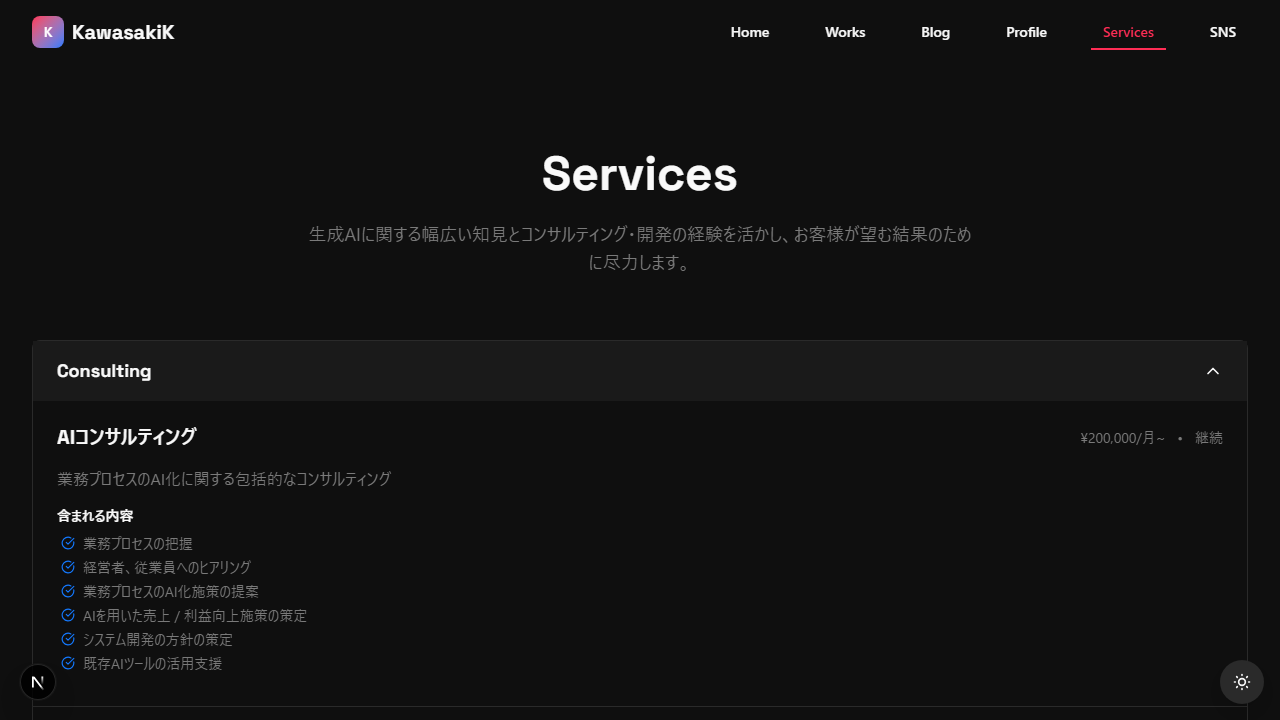 K KawasakiK Home Works Blog Profile Services SNS
Services
生成AIに関する幅広い知見とコンサルティング・開発の経験を活かし、お客様が望む結果のため
に尽力します。
Consulting
AIコンサルティング ¥200,000/月~ • 継続
業務プロセスのAI化に関する包括的なコンサルティング
含まれる内容
業務プロセスの把握
経営者、従業員へのヒアリング
業務プロセスのAI化施策の提案
AIを用いた売上 / 利益向上施策の策定
システム開発の方針の策定
既存AIツールの活用支援
N